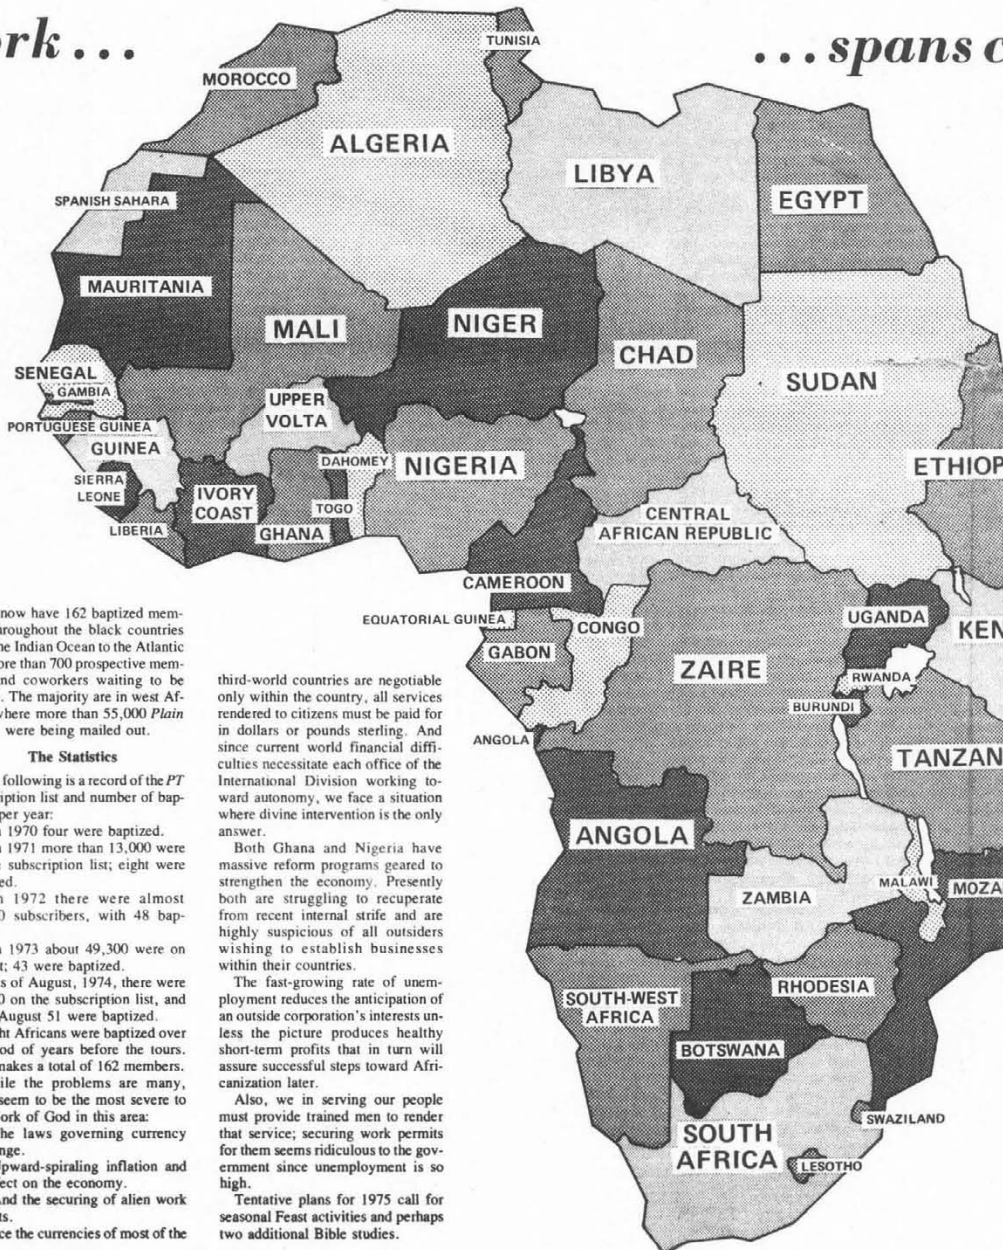 ...
...spans c
MOROCCO
TUNISIA
ALGERIA
LIBYA
EGYPT
SPANISH SAHARA
MAURITANIA
MALI
NIGER
CHAD
SUDAN
SENEGAL
GAMBIA
UPPER
VOLTA
PORTUGUESE GUINEA
GUINEA
DAHOMEY
NIGERIA
ETHIOP
SIERRA
LEONE
IVORY
COAST
TOGO
GHANA
LIBERIA
CENTRAL
AFRICAN REPUBLIC
CAMEROON
EQUATORIAL GUINEA
CONGO
GABON
UGANDA
KEN
ZAIRE
RWANDA
BURUNDI
ANGOLA
TANZAN
ANGOLA
ZAMBIA
MALAWI
MOZA
SOUTH-WEST
AFRICA
RHODESIA
BOTSWANA
SWAZILAND
SOUTH
AFRICA
LESOTHO
now have 162 baptized mem-
roughout the black countries
he Indian Ocean to the Atlantic
ore than 700 prospective mem-
nd coworkers waiting to be
. The majority are in west Af-
where more than 55,000 Plain
were being mailed out.
The Statistics
following is a record of the PT
iption list and number of bap-
per year:
1970 four were baptized.
1971 more than 13,000 were
subscription list; eight were
ed.
1972 there were almost
0 subscribers, with 48 bap-
1973 about 49,300 were on
t; 43 were baptized.
s of August, 1974, there were
0 on the subscription list, and
August 51 were baptized.
ht Africans were baptized over
od of years before the tours.
makes a total of 162 members.
ile the problems are many,
seem to be the most severe to
ork of God in this area:
he laws governing currency
nge.
Upward-spiraling inflation and
fect on the economy.
And the securing of alien work
ts.
ce the currencies of most of the
third-world countries are negotiable
only within the country, all services
rendered to citizens must be paid for
in dollars or pounds sterling. And
since current world financial diffi-
culties necessitate each office of the
International Division working to-
ward autonomy, we face a situation
where divine intervention is the only
answer.
Both Ghana and Nigeria have
massive reform programs geared to
strengthen the economy. Presently
both are struggling to recuperate
from recent internal strife and are
highly suspicious of all outsiders
wishing to establish businesses
within their countries.
The fast-growing rate of unem-
ployment reduces the anticipation of
an outside corporation's interests un-
less the picture produces healthy
short-term profits that in turn will
assure successful steps toward Afri-
canization later.
Also, we in serving our people
must provide trained men to render
that service; securing work permits
for them seems ridiculous to the gov-
ernment since unemployment is so
high.
Tentative plans for 1975 call for
seasonal Feast activities and perhaps
two additional Bible studies.